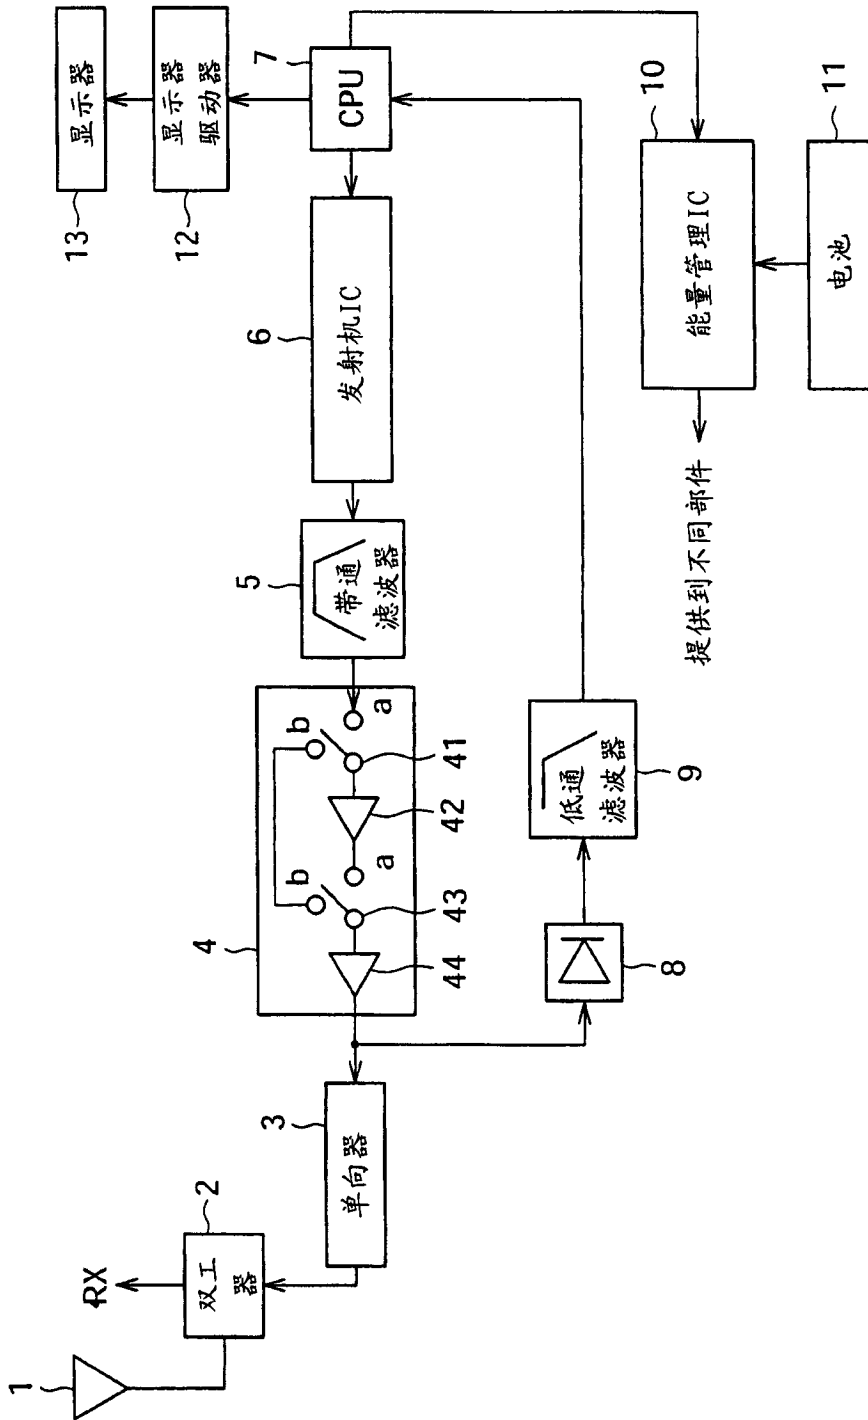 1
RX
13
显示器
2
双工
器
12
显示器
驱动器
3
单向器
4
b
b
a
a
44
43
42
41
5
带通
滤波器
6
发射机IC
7
CPU
8
9
低通
滤波器
提供到不同部件
10
能量管理IC
11
电池